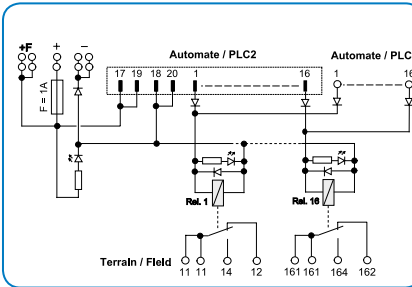 +F + –
Automate / PLC2 Automate / PLC
17 19 18 20 1 16 1 16
F = 1A
Rel. 1 Rel. 16
Terrain / Field
11 11 14 12 161 161 164 162